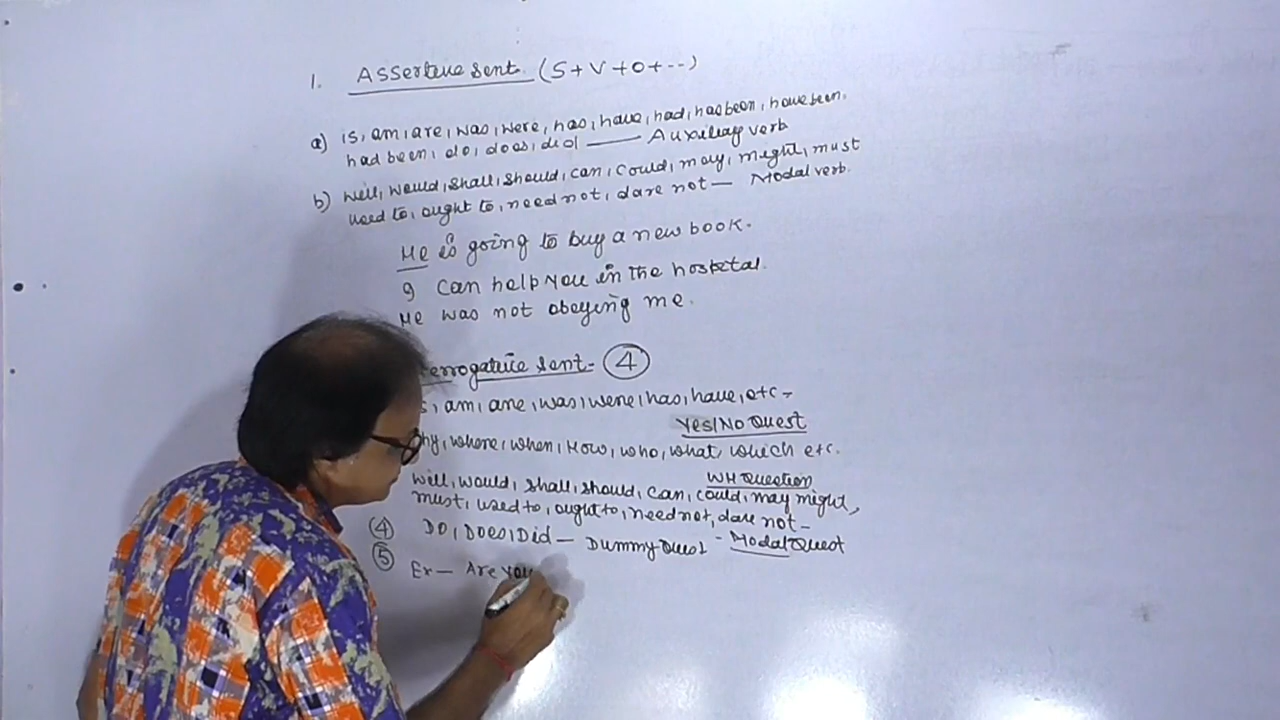 1. Assertive sent. (S+V+O+--)
a) is, am, are, was, were, has, have, had, has been, have been,
had been, do, does, did —— Auxiliary verb
b) will, would, shall, should, can, could, may, might, must
used to, ought to, need not, dare not — Modal verb.
He is going to buy a new book.
I can help you in the hospital.
He was not obeying me.
errogative sent- 4
s, am, are, was, were, has, have, etc -
Yes/No Quest
hy, where, when, How, who, what, which etc.
WH Question
will, would, shall, should, can, could, may might,
must, used to, ought to, need not, dare not -
- Modal Quest
4 Do, Does, Did — Dummy Quest
5 Ex — Are you